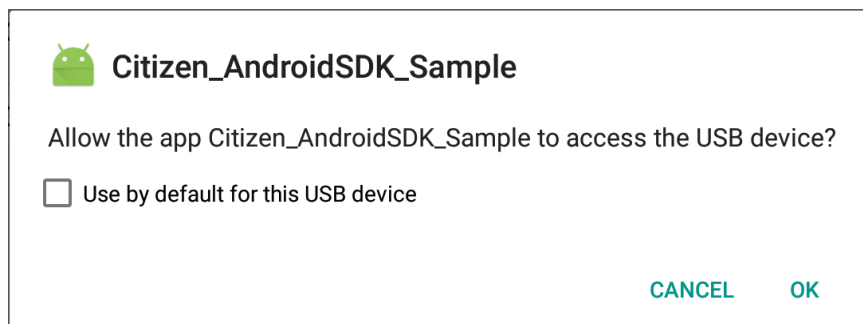 Citizen_AndroidSDK_Sample
Allow the app Citizen_AndroidSDK_Sample to access the USB device?
Use by default for this USB device
CANCEL OK